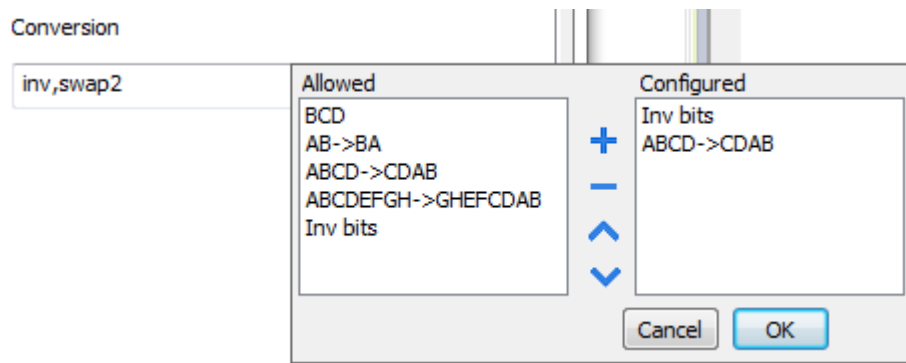 Conversion
inv,swap2
Allowed
BCD
AB->BA
ABCD->CDAB
ABCDEFGH->GHEFCDAB
Inv bits
Configured
Inv bits
ABCD->CDAB
Cancel
OK